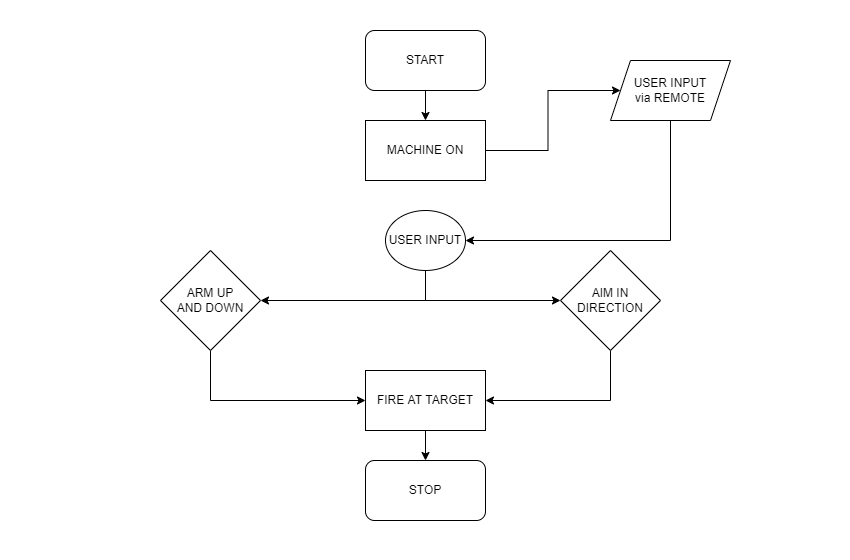 START
USER INPUT
via REMOTE
MACHINE ON
USER INPUT
ARM UP
AND DOWN
AIM IN
DIRECTION
FIRE AT TARGET
STOP